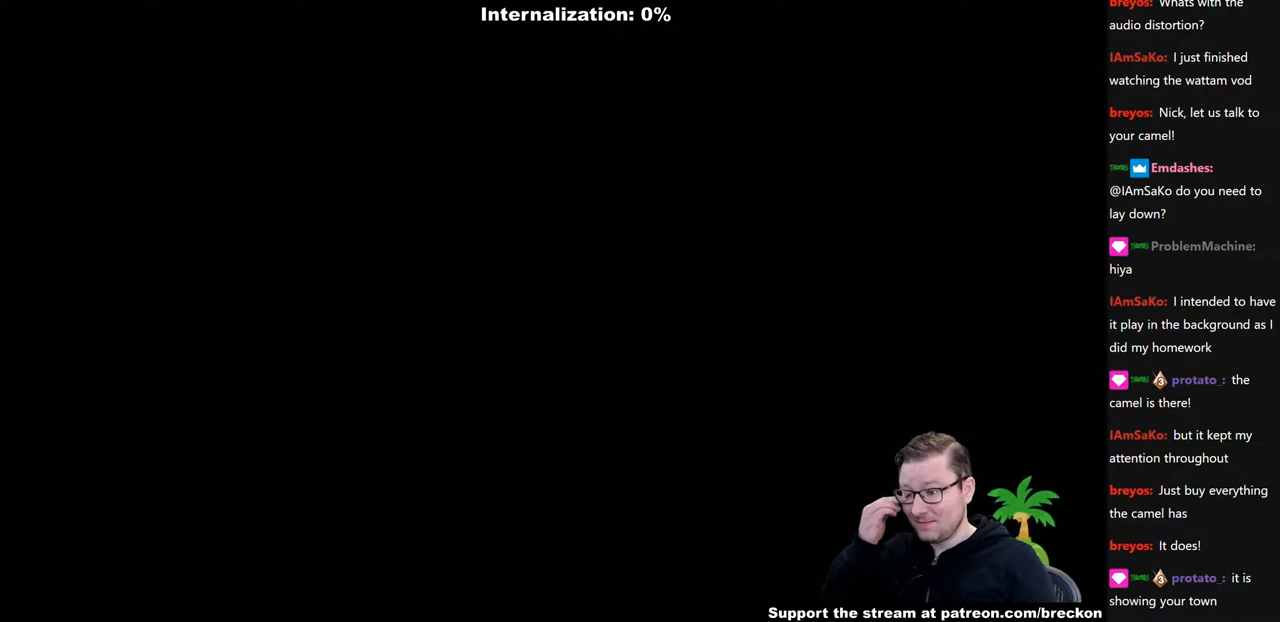 Internalization: 0%
breyos: Whats with the
audio distortion?
IAmSaKo: I just finished
watching the wattam vod
breyos: Nick, let us talk to
your camel!
Emdashes:
@IAmSaKo do you need to
lay down?
ProblemMachine:
hiya
IAmSaKo: I intended to have
it play in the background as I
did my homework
3 protato_: the
camel is there!
IAmSaKo: but it kept my
attention throughout
breyos: Just buy everything
the camel has
breyos: It does!
3 protato_: it is
showing your town
Support the stream at patreon.com/breckon